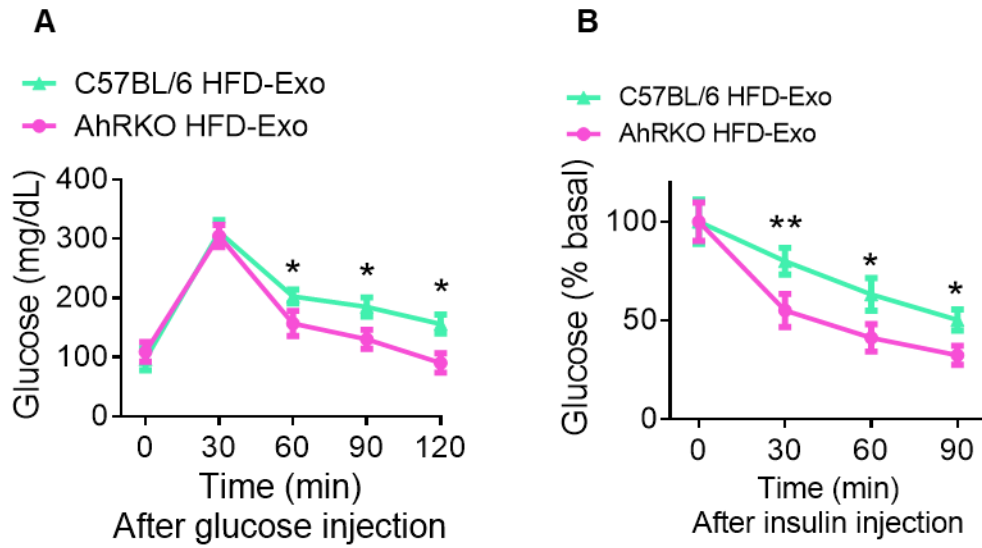 A
C57BL/6 HFD-Exo
AhRKO HFD-Exo
Glucose (mg/dL)
400
300
200
100
0
* * *
0 30 60 90 120
Time (min)
After glucose injection
B
C57BL/6 HFD-Exo
AhRKO HFD-Exo
Glucose (% basal)
100
50
0
** * *
0 30 60 90
Time (min)
After insulin injection